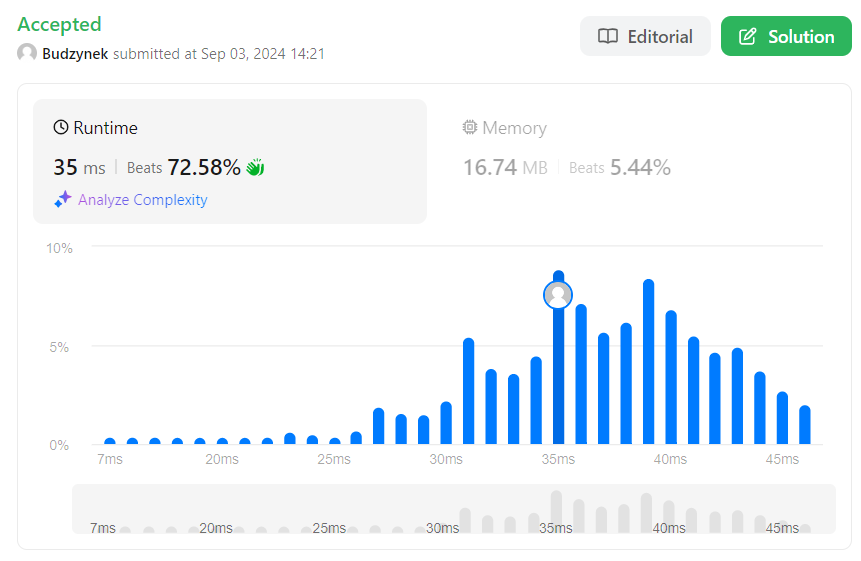 Accepted
Budzynek submitted at Sep 03, 2024 14:21
Editorial
Solution
Runtime
35 ms | Beats 72.58%
Analyze Complexity
Memory
16.74 MB | Beats 5.44%
10%
5%
0%
7ms 20ms 25ms 30ms 35ms 40ms 45ms
7ms 20ms 25ms 30ms 35ms 40ms 45ms